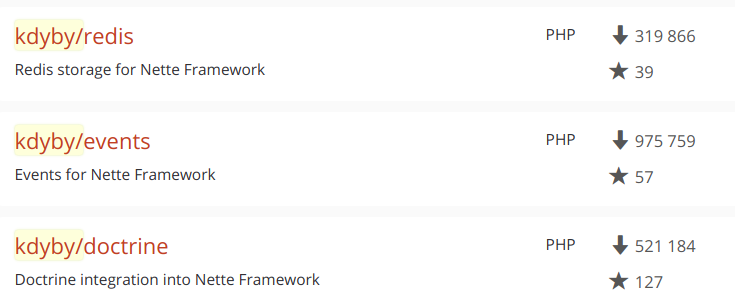 kdyby/redis PHP 319 866
Redis storage for Nette Framework 39
kdyby/events PHP 975 759
Events for Nette Framework 57
kdyby/doctrine PHP 521 184
Doctrine integration into Nette Framework 127